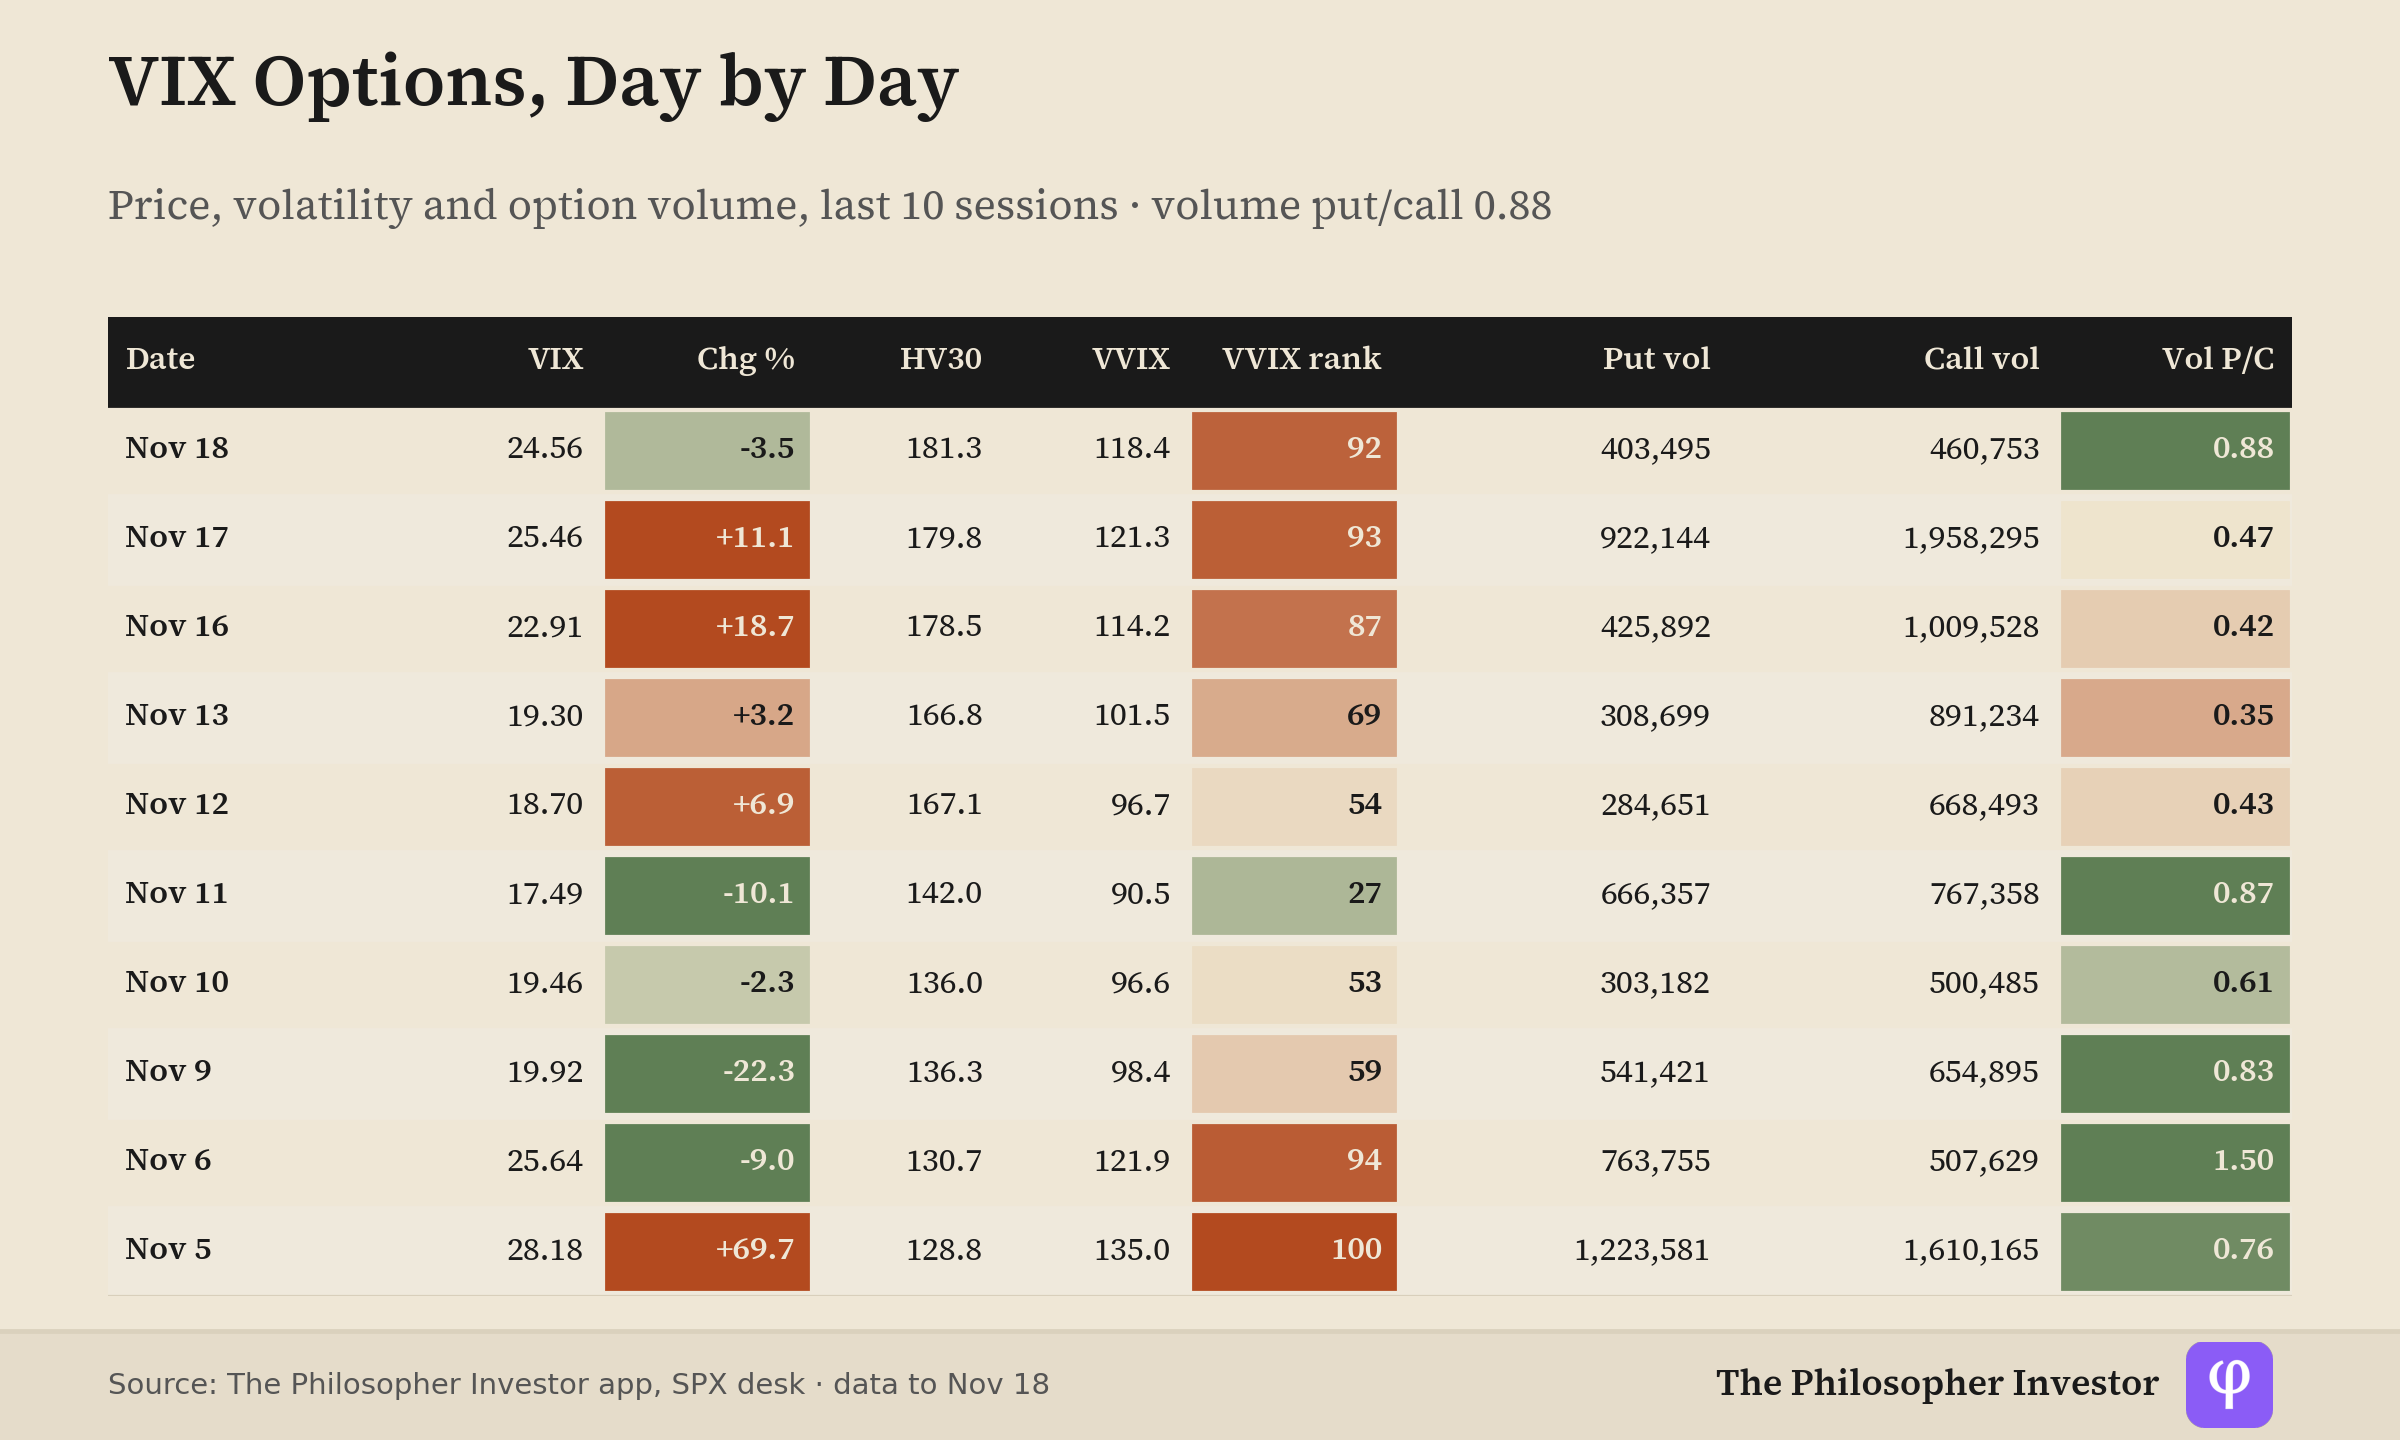 VIX Options, Day by Day
Price, volatility and option volume, last 10 sessions · volume put/call 0.88
Date VIX Chg % HV30 VVIX VVIX rank Put vol Call vol Vol P/C
Nov 18 24.56 -3.5 181.3 118.4 92 403,495 460,753 0.88
Nov 17 25.46 +11.1 179.8 121.3 93 922,144 1,958,295 0.47
Nov 16 22.91 +18.7 178.5 114.2 87 425,892 1,009,528 0.42
Nov 13 19.30 +3.2 166.8 101.5 69 308,699 891,234 0.35
Nov 12 18.70 +6.9 167.1 96.7 54 284,651 668,493 0.43
Nov 11 17.49 -10.1 142.0 90.5 27 666,357 767,358 0.87
Nov 10 19.46 -2.3 136.0 96.6 53 303,182 500,485 0.61
Nov 9 19.92 -22.3 136.3 98.4 59 541,421 654,895 0.83
Nov 6 25.64 -9.0 130.7 121.9 94 763,755 507,629 1.50
Nov 5 28.18 +69.7 128.8 135.0 100 1,223,581 1,610,165 0.76
Source: The Philosopher Investor app, SPX desk · data to Nov 18
The Philosopher Investor φ